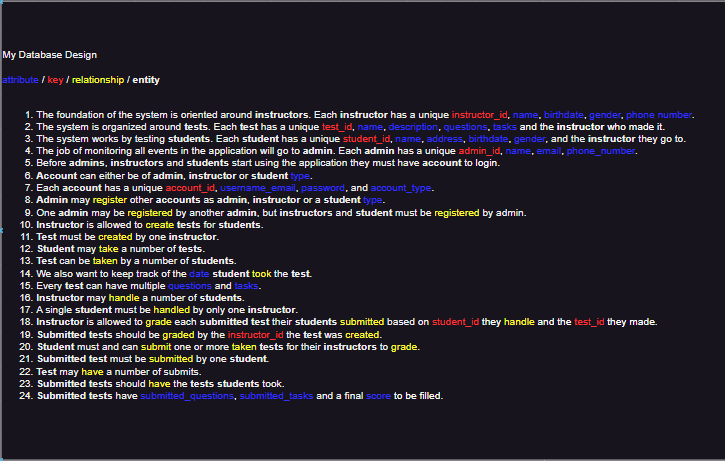 My Database Design
attribute / key / relationship / entity
1. The foundation of the system is oriented around instructors. Each instructor has a unique instructor_id, name, birthdate, gender, phone number.
2. The system is organized around tests. Each test has a unique test_id, name, description, questions, tasks and the instructor who made it.
3. The system works by testing students. Each student has a unique student_id, name, address, birthdate, gender, and the instructor they go to.
4. The job of monitoring all events in the application will go to admin. Each admin has a unique admin_id, name, email, phone_number.
5. Before admins, instructors and students start using the application they must have account to login.
6. Account can either be of admin, instructor or student type.
7. Each account has a unique account_id, username_email, password, and account_type.
8. Admin may register other accounts as admin, instructor or a student type.
9. One admin may be registered by another admin, but instructors and student must be registered by admin.
10. Instructor is allowed to create tests for students.
11. Test must be created by one instructor.
12. Student may take a number of tests.
13. Test can be taken by a number of students.
14. We also want to keep track of the date student took the test.
15. Every test can have multiple questions and tasks.
16. Instructor may handle a number of students.
17. A single student must be handled by only one instructor.
18. Instructor is allowed to grade each submitted test their students submitted based on student_id they handle and the test_id they made.
19. Submitted tests should be graded by the instructor_id the test was created.
20. Student must and can submit one or more taken tests for their instructors to grade.
21. Submitted test must be submitted by one student.
22. Test may have a number of submits.
23. Submitted tests should have the tests students took.
24. Submitted tests have submitted_questions, submitted_tasks and a final score to be filled.